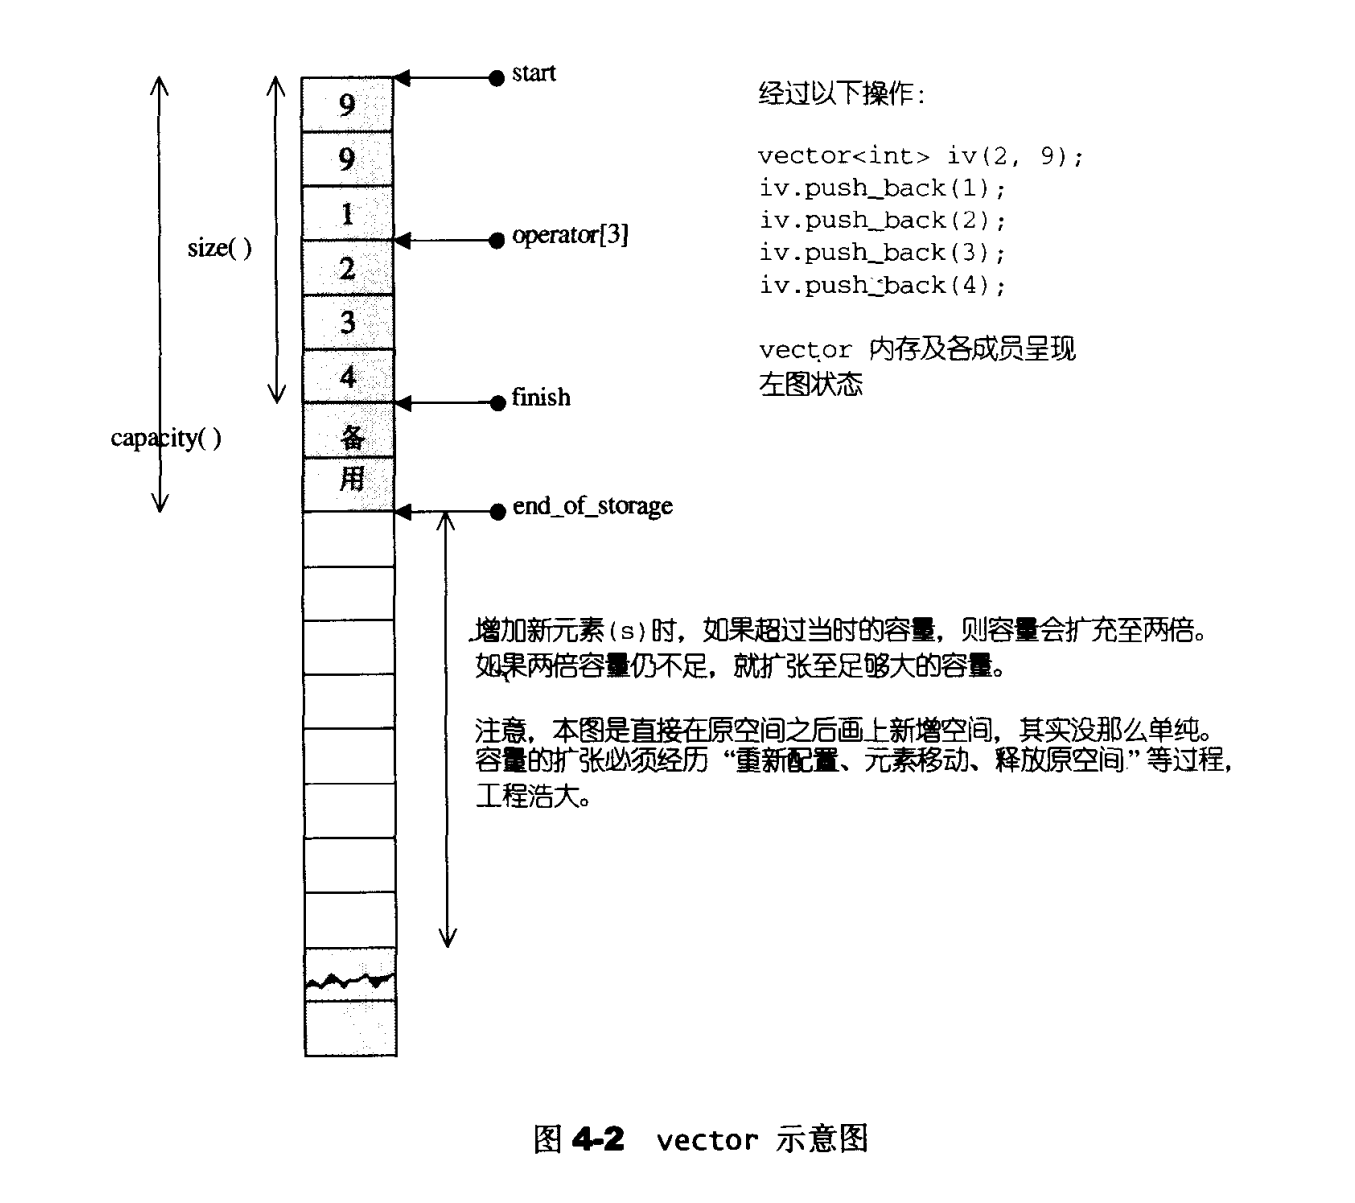 start
9
9
1
operator[3]
size( )
2
3
4
finish
capacity( )
备
用
end_of_storage
经过以下操作：
vector<int> iv(2, 9);
iv.push_back(1);
iv.push_back(2);
iv.push_back(3);
iv.push_back(4);
vector 内存及各成员呈现
左图状态
增加新元素(s)时，如果超过当时的容量，则容量会扩充至两倍。
如果两倍容量仍不足，就扩张至足够大的容量。
注意，本图是直接在原空间之后画上新增空间，其实没那么单纯。
容量的扩张必须经历“重新配置、元素移动、释放原空间”等过程，
工程浩大。
图 4-2 vector 示意图